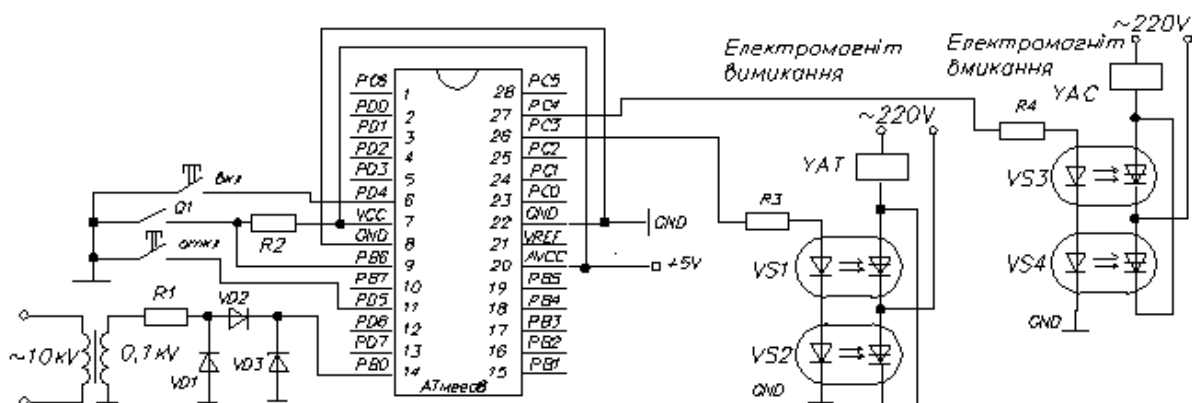 Електромагніт
вимикання
Електромагніт
вмикання
~220V
YAC
R4
VS3
VS4
GND
~220V
YAT
R3
VS1
VS2
GND
PC6 1 28 PC5
PD0 2 27 PC4
PD1 3 26 PC3
PD2 4 25 PC2
PD3 5 24 PC1
PD4 6 23 PC0
VCC 7 22 GND
GND 8 21 VREF
PB6 9 20 AVCC
PB7 10 19 PB5
PD5 11 18 PB4
PD6 12 17 PB3
PD7 13 16 PB2
PB0 14 15 PB1
ATмега8
GND
+5V
вкл
Q1
R2
откл
R1
VD2
~10kV
0,1kV
VD1
VD3